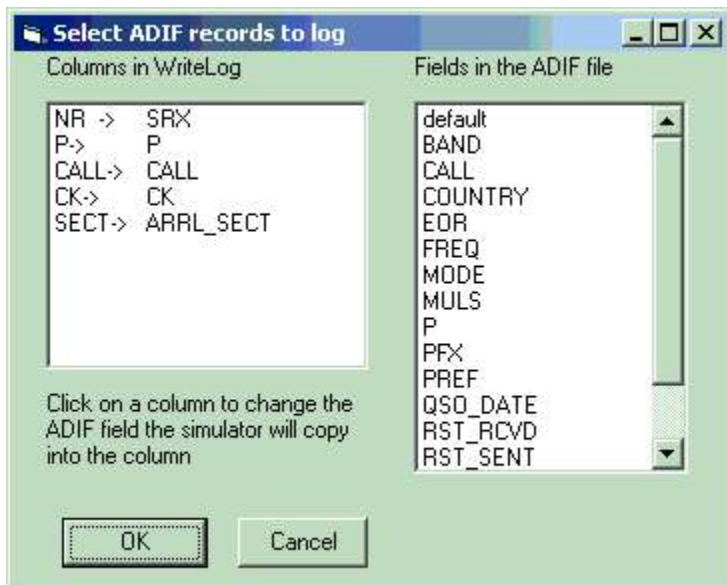 Select ADIF records to log
Columns in WriteLog
NR -> SRX
P-> P
CALL-> CALL
CK-> CK
SECT-> ARRL_SECT
Click on a column to change the
ADIF field the simulator will copy
into the column
Fields in the ADIF file
default
BAND
CALL
COUNTRY
EOR
FREQ
MODE
MULS
P
PFX
PREF
QSO_DATE
RST_RCVD
RST_SENT
OK
Cancel